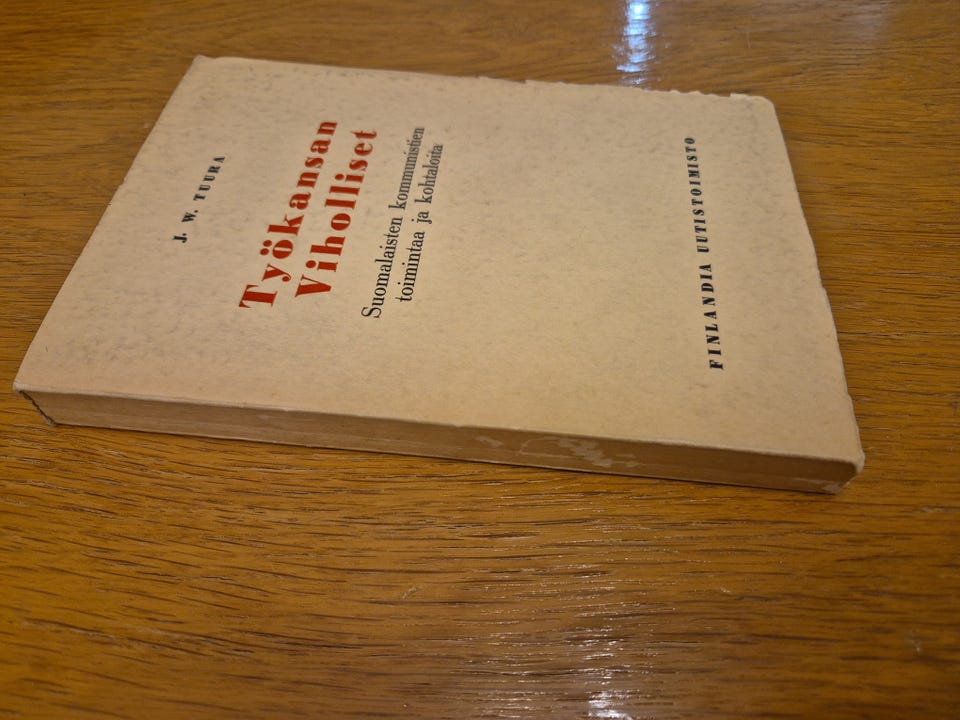 J. W. TUURA
Työkansan
Viholliset
Suomalaisten kommunistien
toimintaa ja kohtaloita
FINLANDIA UUTISTOIMISTO